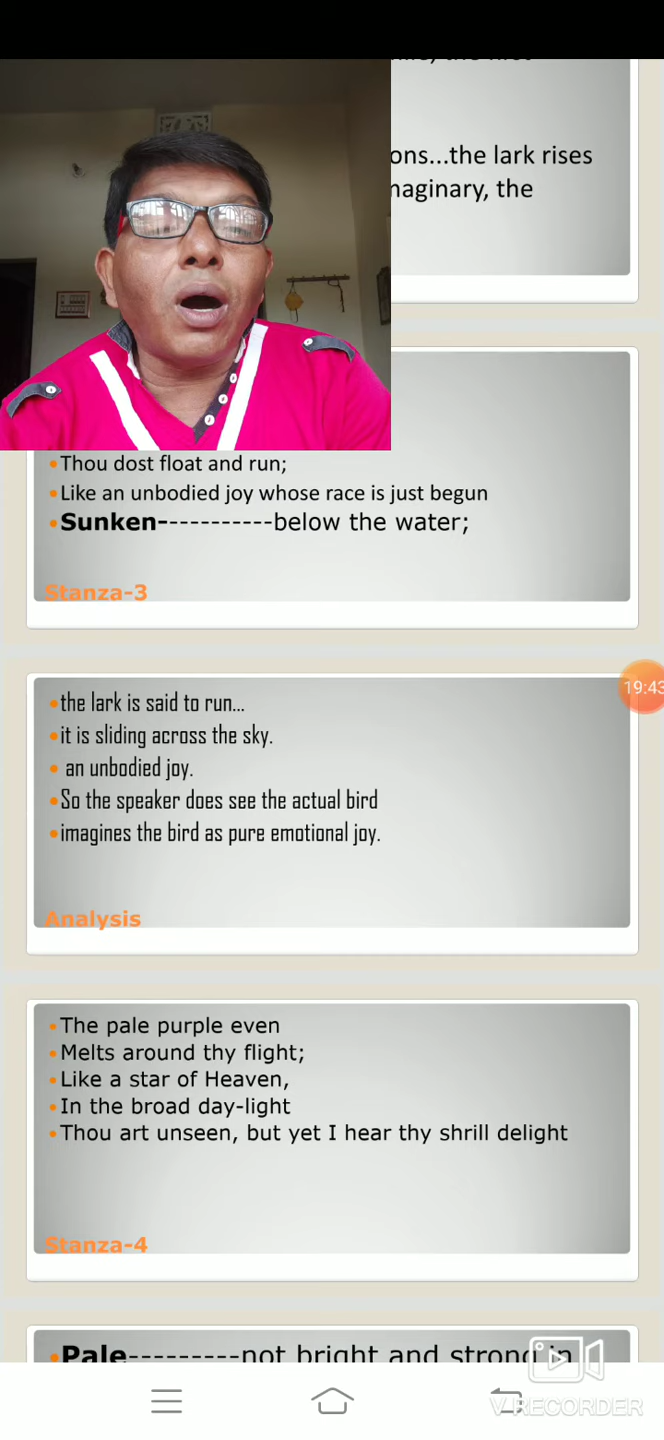 ons...the lark rises
the
Thou dost float and run;
Like an unbodied joy whose race is just begun
Sunken-----------below the water;
Stanza-3
the lark is said to run...
19:43
it is sliding across the sky.
an unbodied joy.
So the speaker does see the actual bird
imagines the bird as pure emotional joy.
Analysis
The pale purple even
Melts around thy flight;
Like a star of Heaven,
In the broad day-light
Thou art unseen, but yet I hear thy shrill delight
Stanza-4
Pale---------not bright and strong in
V RECORDER